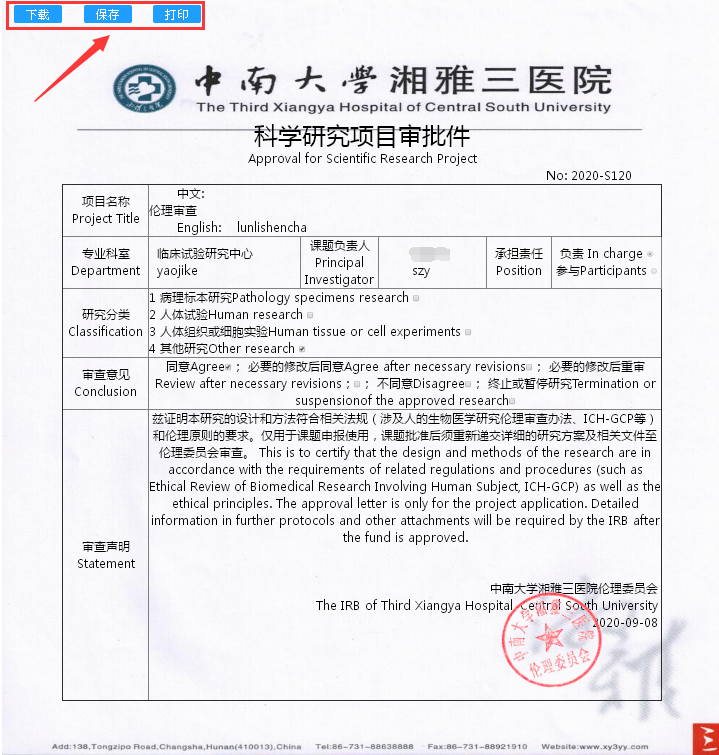 下载 保存 打印
中南大学湘雅三医院
The Third Xiangya Hospital of Central South University
科学研究项目审批件
Approval for Scientific Research Project
No: 2020-S120
项目名称
Project Title
中文:
伦理审查
English: lunlishencha
专业科室
Department
临床试验研究中心
yaojike
课题负责人
Principal
Investigator
szy
承担责任
Position
负责 In charge
参与Participants
研究分类
Classification
1 病理标本研究Pathology specimens research
2 人体试验Human research
3 人体组织或细胞实验Human tissue or cell experiments
4 其他研究Other research
审查意见
Conclusion
同意Agree ； 必要的修改后同意Agree after necessary revisions ； 必要的修改后重审
Review after necessary revisions； ； 不同意Disagree ； 终止或暂停研究Termination or
suspensionof the approved research
审查声明
Statement
兹证明本研究的设计和方法符合相关法规（涉及人的生物医学研究伦理审查办法、ICH-GCP等）
和伦理原则的要求。仅用于课题申报使用，课题批准后须重新递交详细的研究方案及相关文件至
伦理委员会审查。 This is to certify that the design and methods of the research are in
accordance with the requirements of related regulations and procedures (such as
Ethical Review of Biomedical Research Involving Human Subject, ICH-GCP) as well as the
ethical principles. The approval letter is only for the project application. Detailed
information in further protocols and other attachments will be required by the IRB after
the fund is approved.
中南大学湘雅三医院伦理委员会
The IRB of Third Xiangya Hospital, Central South University
2020-09-08
中南大学湘雅三医院
伦理委员会
Add:138,Tongzipo Road,Changsha,Hunan(410013),China Tel:86-731-88638888 Fax:86-731-88921910 Website:www.xy3yy.com